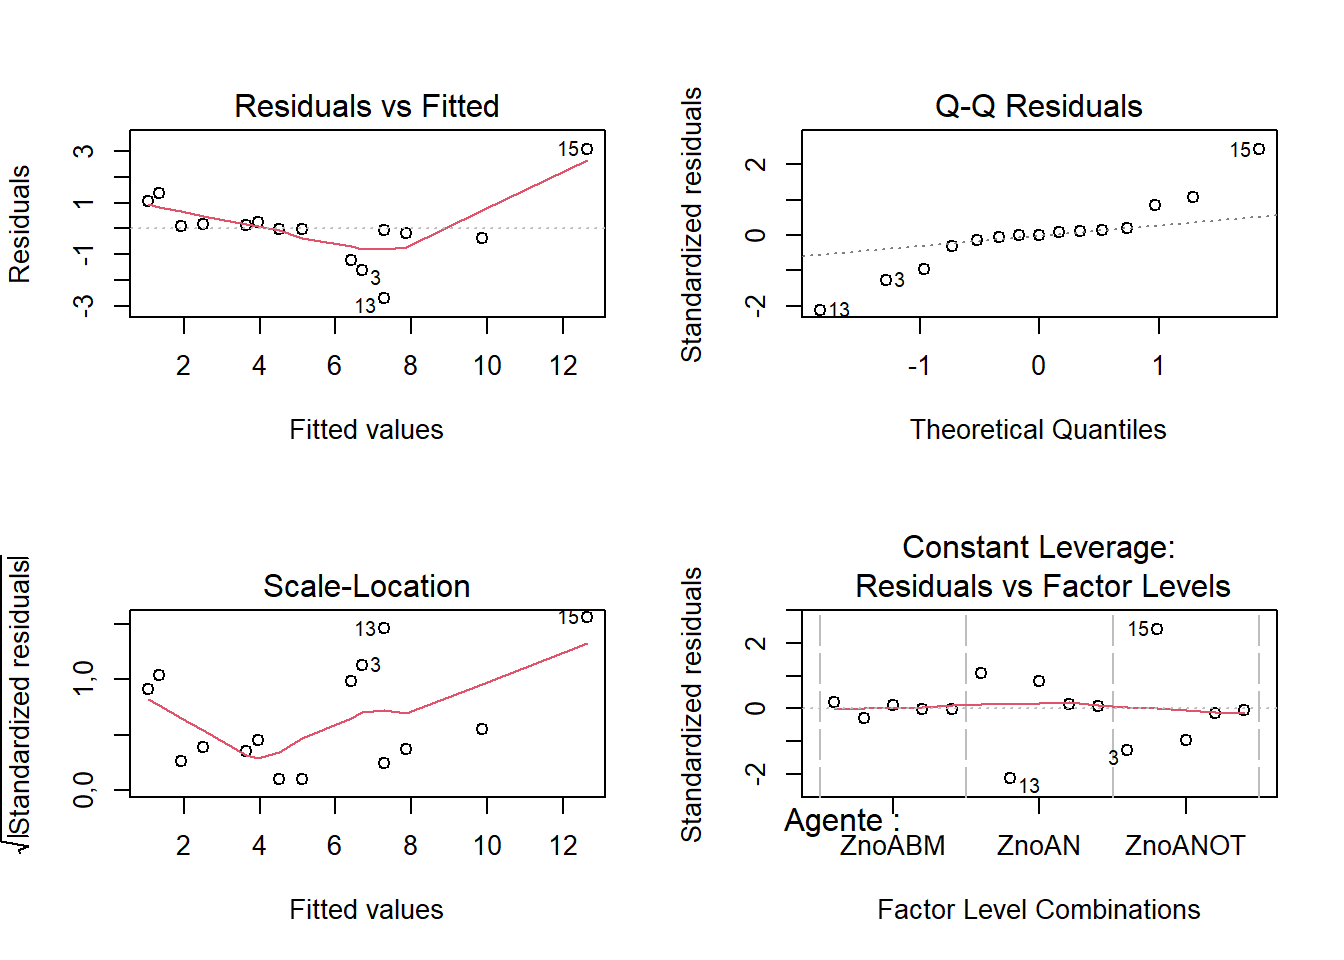 Residuals vs Fitted
Residuals
3
1
-1
-3
15
3
13
2 4 6 8 10 12
Fitted values
Q-Q Residuals
Standardized residuals
2
0
-2
15
3
13
-1 0 1
Theoretical Quantiles
Scale-Location
√|Standardized residuals|
1,0
0,0
13
3
15
2 4 6 8 10 12
Fitted values
Constant Leverage:
Residuals vs Factor Levels
Standardized residuals
2
0
-2
15
3
13
Agente :
ZnoABM ZnoAN ZnoANOT
Factor Level Combinations